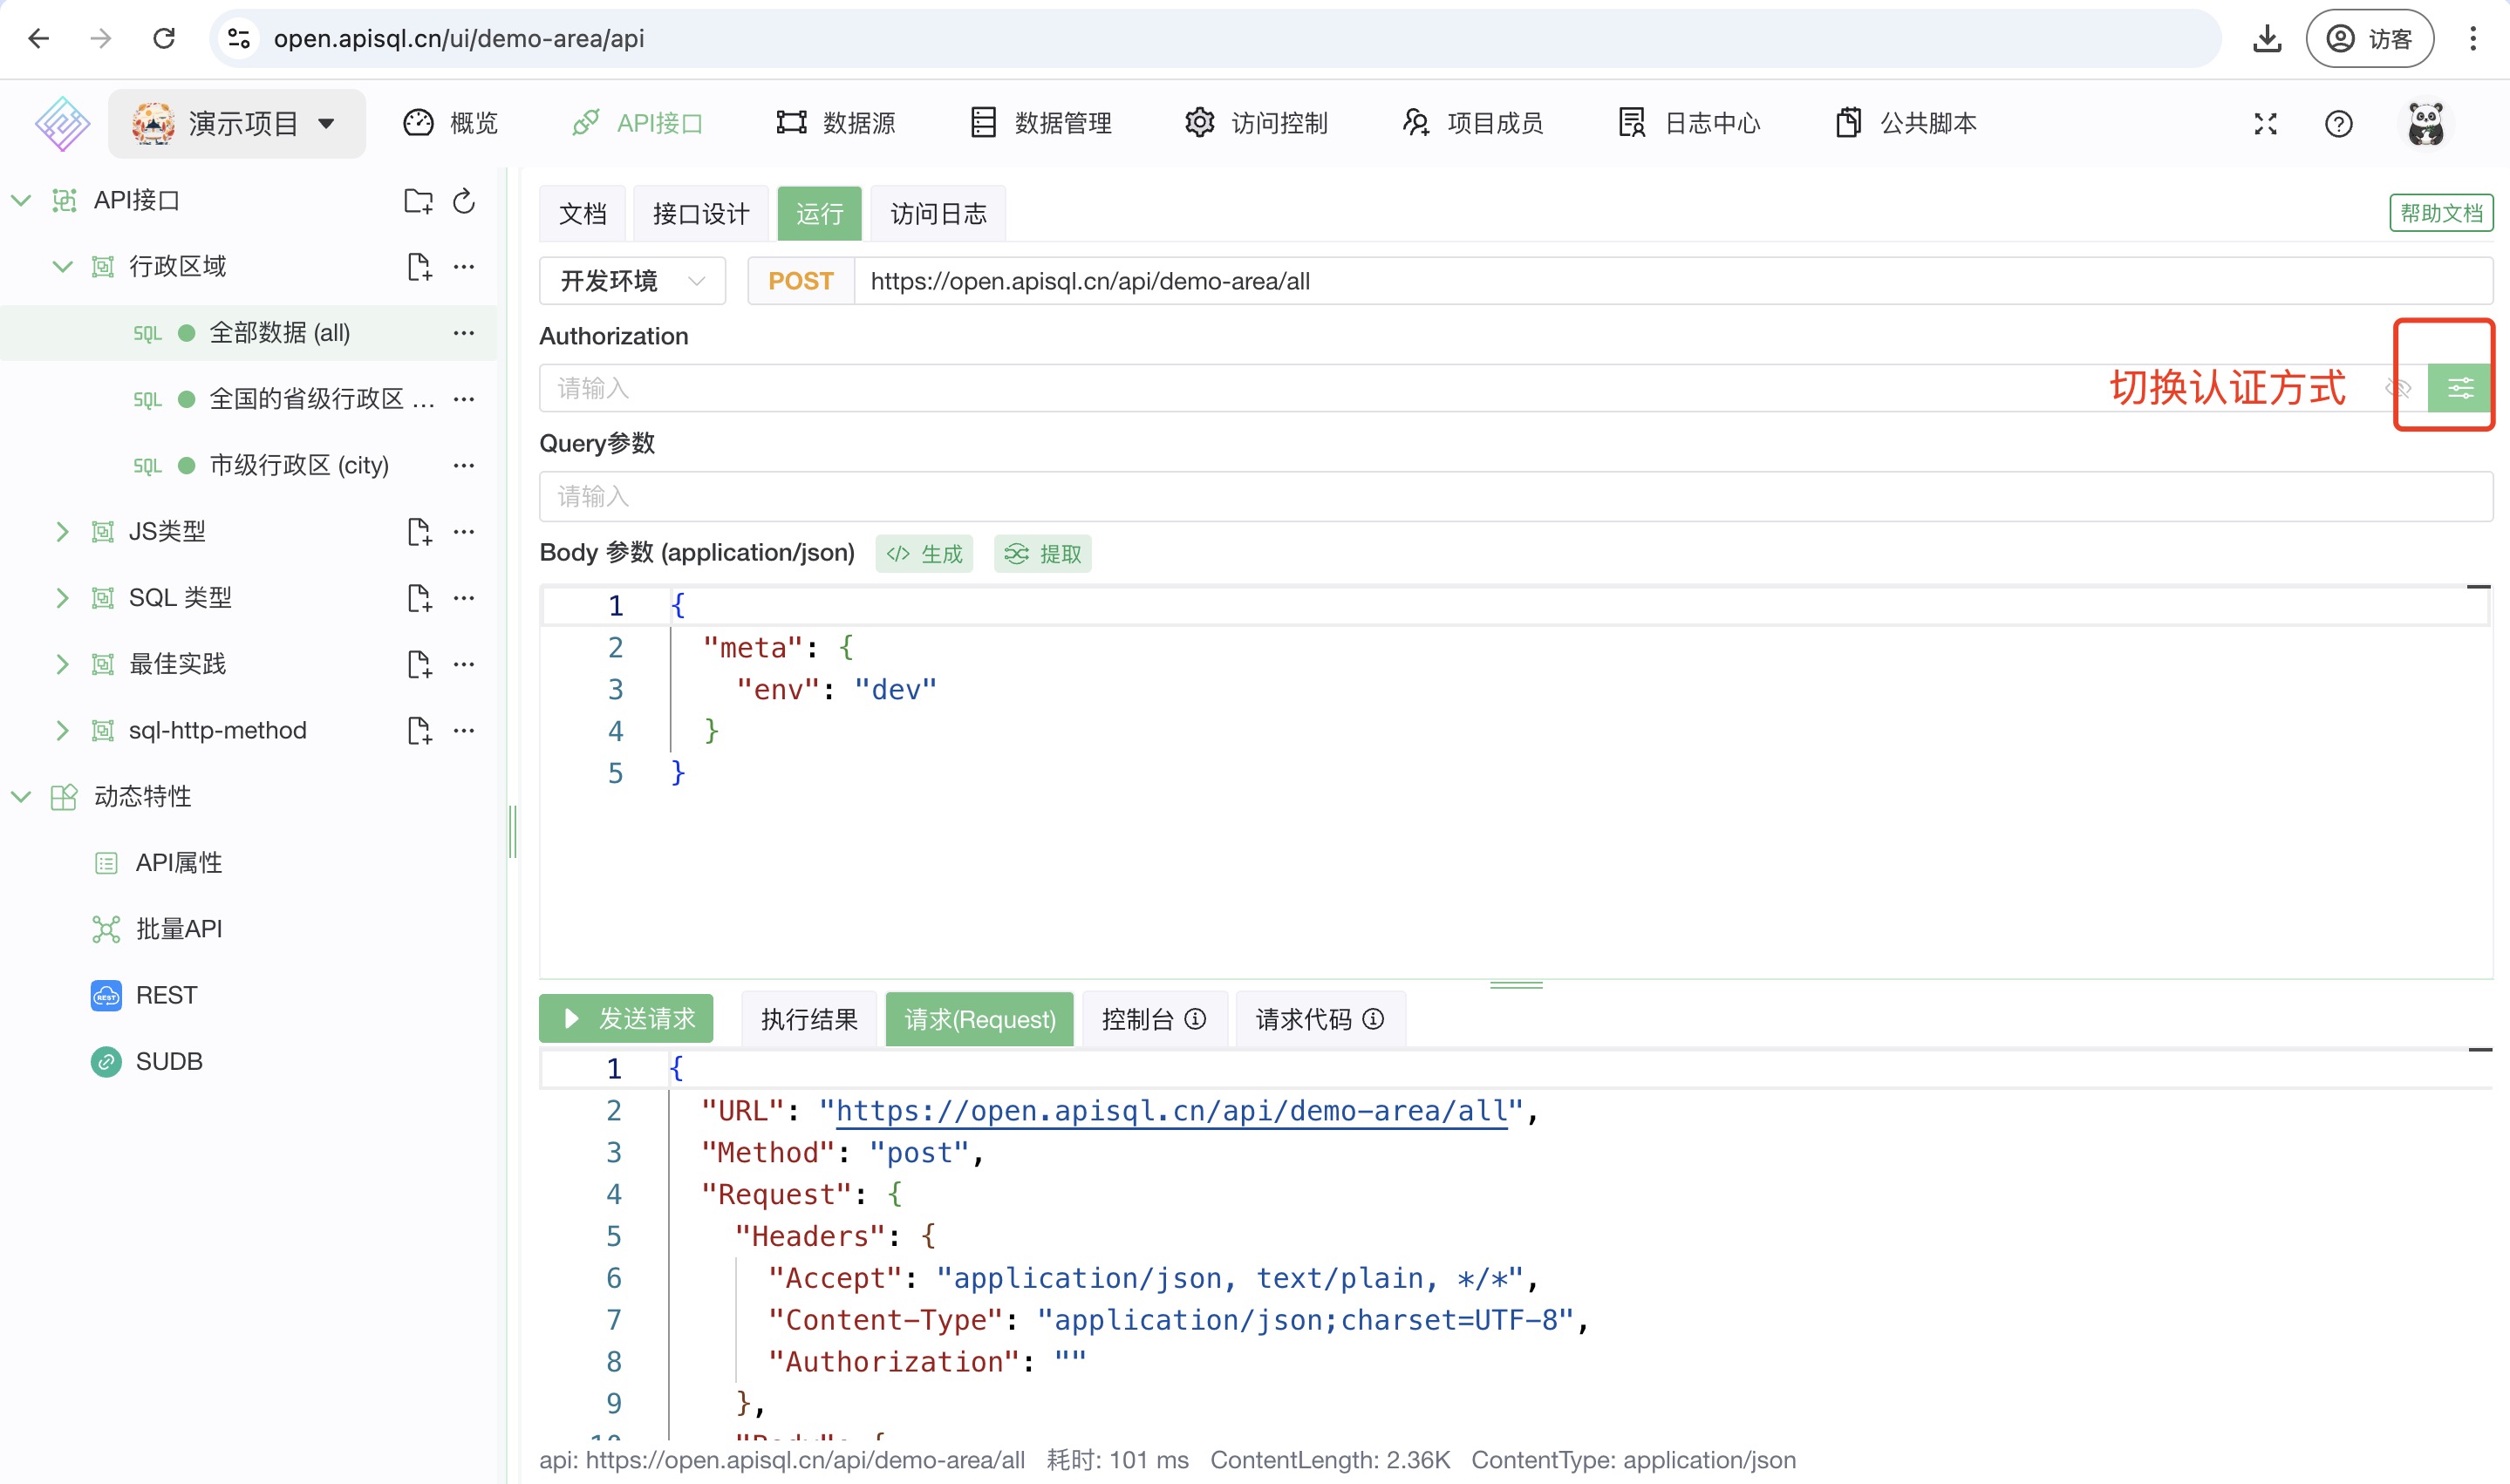 open.apisql.cn/ui/demo-area/api
访客
演示项目
概览
API接口
数据源
数据管理
访问控制
项目成员
日志中心
公共脚本
API接口
行政区域
SQL 全部数据 (all)
SQL 全国的省级行政区 ...
SQL 市级行政区 (city)
JS类型
SQL 类型
最佳实践
sql-http-method
动态特性
API属性
批量API
REST
SUDB
文档
接口设计
运行
访问日志
帮助文档
开发环境
POST https://open.apisql.cn/api/demo-area/all
Authorization
请输入
切换认证方式
Query参数
请输入
Body 参数 (application/json) 生成 提取
1 {
2 "meta": {
3 "env": "dev"
4 }
5 }
发送请求
执行结果
请求(Request)
控制台
请求代码
1 {
2 "URL": "https://open.apisql.cn/api/demo-area/all",
3 "Method": "post",
4 "Request": {
5 "Headers": {
6 "Accept": "application/json, text/plain, */*",
7 "Content-Type": "application/json;charset=UTF-8",
8 "Authorization": ""
9 },
api: https://open.apisql.cn/api/demo-area/all 耗时: 101 ms ContentLength: 2.36K ContentType: application/json